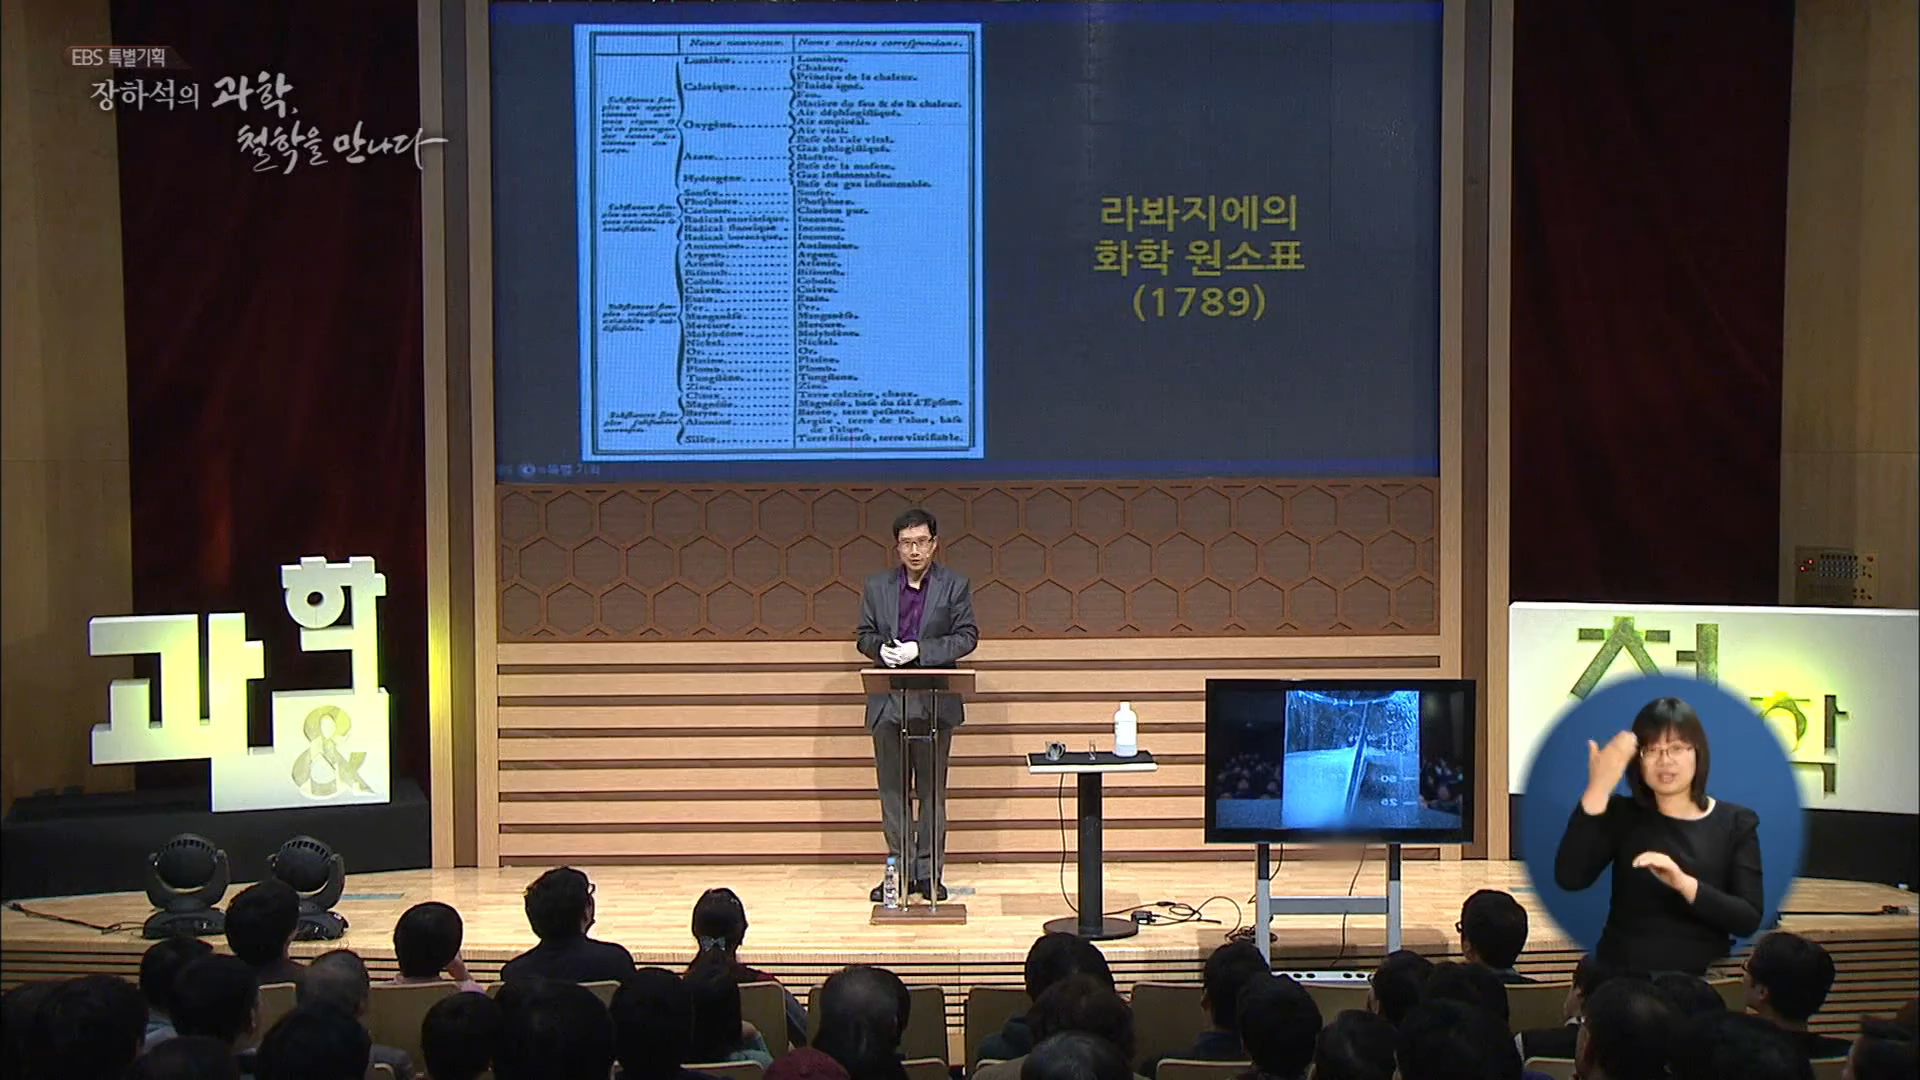 EBS 특별기획
장하석의 과학,
철학을 만나다
Noms nouveaux. Noms anciens correspondans.
Lumière. Lumière.
Chaleur.
Principe de la chaleur.
Calorique. Fluide igné.
Feu.
Matière du feu & de la chaleur.
Air déphlogistiqué.
Oxygène. Air empiréal.
Air vital.
Base de l'air vital.
Gaz phlogistiqué.
Azote. Mofette.
Base de la mofette.
Hydrogène. Gaz inflammable.
Base du gaz inflammable.
Soufre. Soufre.
Phosphore. Phosphore.
Carbone. Charbon pur.
Radical muriatique. Inconnu.
Radical fluorique. Inconnu.
Radical boracique. Inconnu.
Antimoine. Antimoine.
Argent. Argent.
Arsenic. Arsenic.
Bismuth. Bismuth.
Cobolt. Cobolt.
Cuivre. Cuivre.
Etain. Etain.
Fer. Fer.
Manganèse. Manganèse.
Mercure. Mercure.
Molybdène. Molybdène.
Nickel. Nickel.
Or. Or.
Platine. Platine.
Plomb. Plomb.
Tungstène. Tungstene.
Zinc. Zinc.
Chaux. Terre calcaire, chaux.
Magnésie. Magnésie, base du sel d'Epsom.
Baryte. Barote, terre pesante.
Alumine. Argile, terre de l'alun, base
de l'alun.
Silice. Terre siliceuse, terre vitrifiable.
라봐지에의
화학 원소표
(1789)
과학
&
철학
50
25